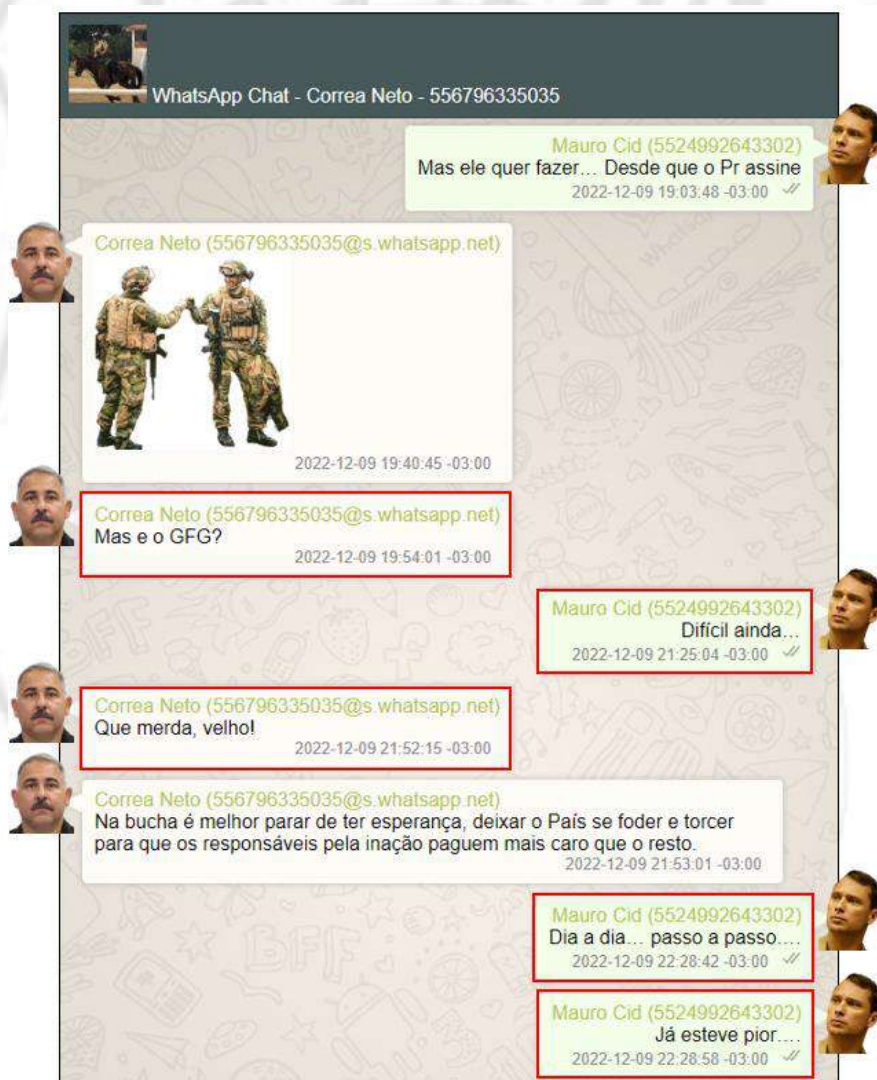 WhatsApp Chat - Correa Neto - 556796335035
Mauro Cid (5524992643302)
Mas ele quer fazer... Desde que o Pr assine
2022-12-09 19:03:48 -03:00
Correa Neto (556796335035@s.whatsapp.net)
2022-12-09 19:40:45 -03:00
Correa Neto (556796335035@s.whatsapp.net)
Mas e o GFG?
2022-12-09 19:54:01 -03:00
Mauro Cid (5524992643302)
Difícil ainda...
2022-12-09 21:25:04 -03:00
Correa Neto (556796335035@s.whatsapp.net)
Que merda, velho!
2022-12-09 21:52:15 -03:00
Correa Neto (556796335035@s.whatsapp.net)
Na bucha é melhor parar de ter esperança, deixar o País se foder e torcer
para que os responsáveis pela inação paguem mais caro que o resto.
2022-12-09 21:53:01 -03:00
Mauro Cid (5524992643302)
Dia a dia... passo a passo....
2022-12-09 22:28:42 -03:00
Mauro Cid (5524992643302)
Já esteve pior....
2022-12-09 22:28:58 -03:00